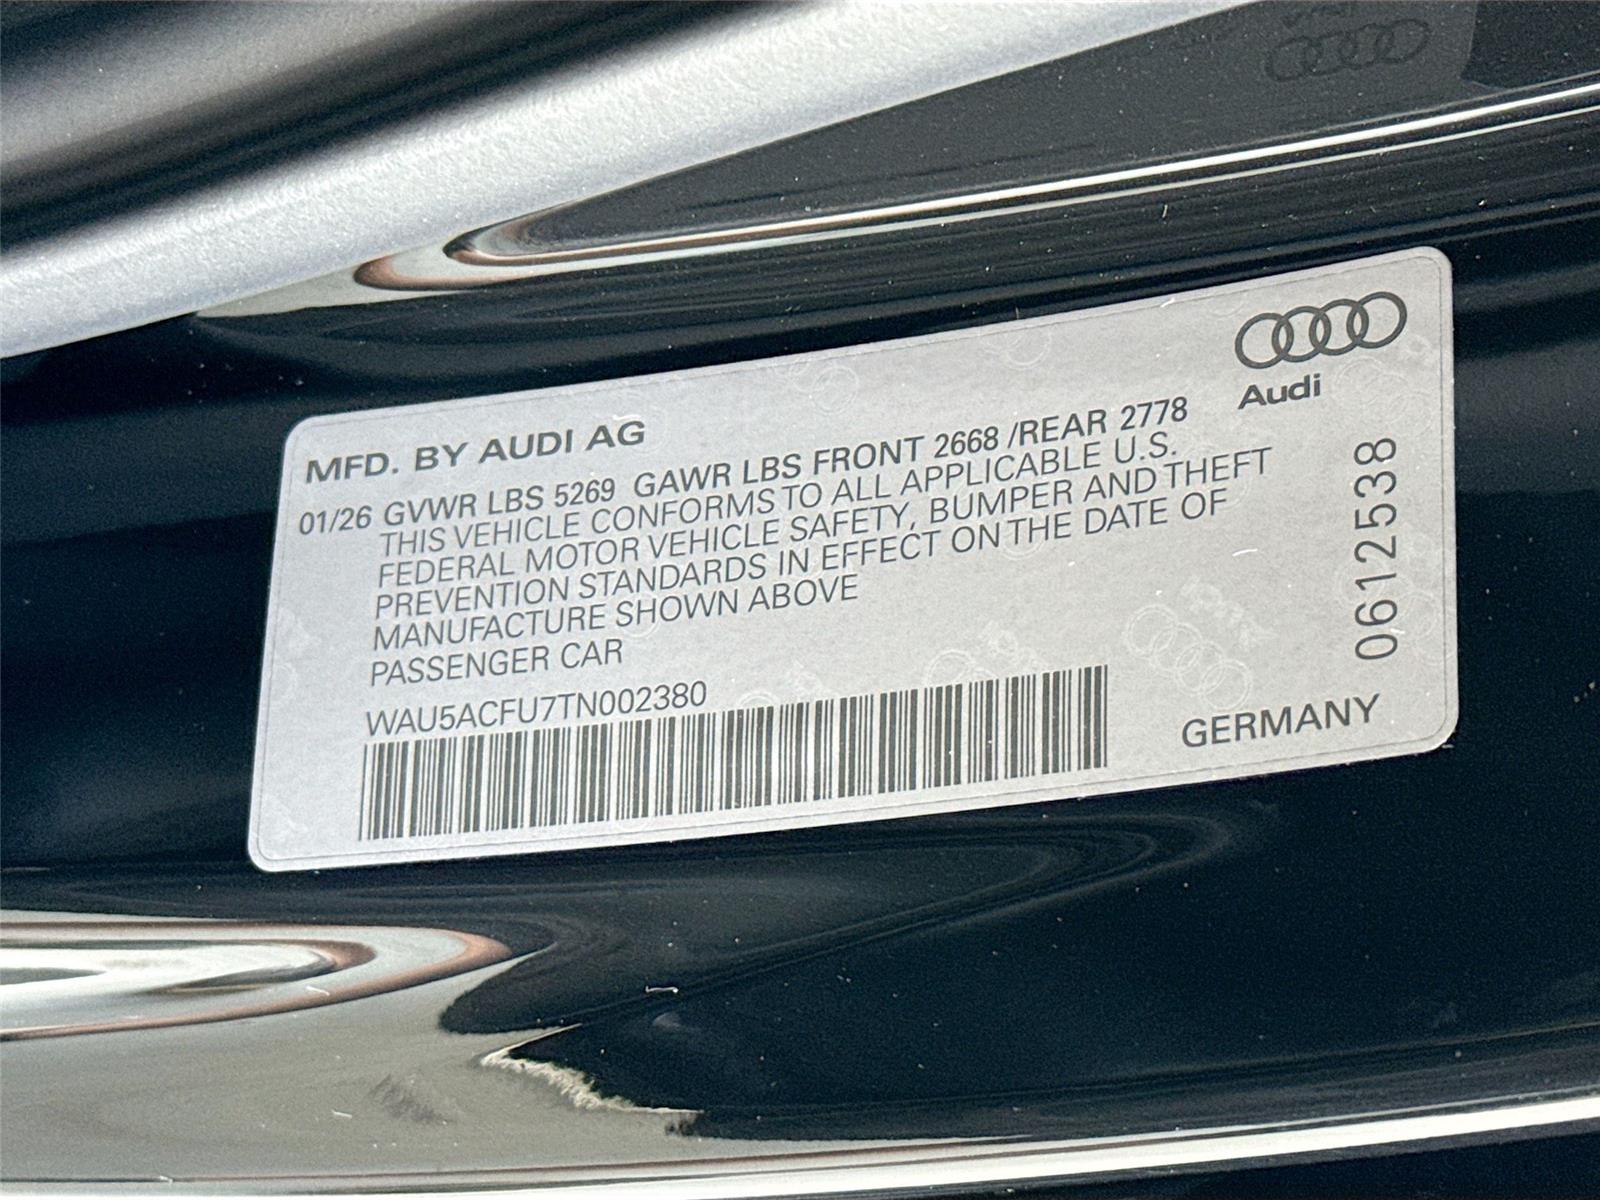 Audi
MFD. BY AUDI AG
01/26 GVWR LBS 5269 GAWR LBS FRONT 2668 /REAR 2778
THIS VEHICLE CONFORMS TO ALL APPLICABLE U.S.
FEDERAL MOTOR VEHICLE SAFETY, BUMPER AND THEFT
PREVENTION STANDARDS IN EFFECT ON THE DATE OF
MANUFACTURE SHOWN ABOVE
PASSENGER CAR
WAU5ACFU7TN002380
GERMANY
0612538